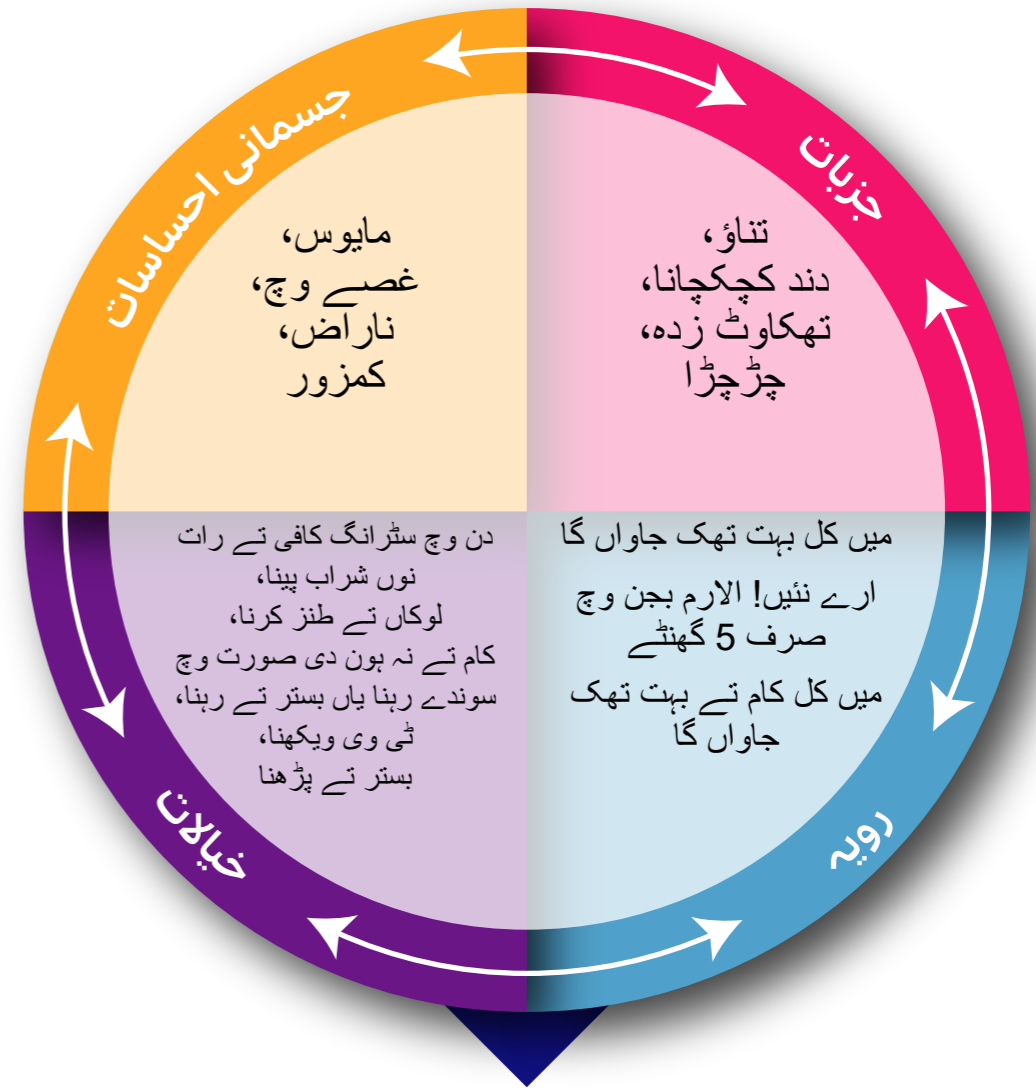 جزبات
تناؤ،
دند کچکچانا،
تھکاوٹ زدہ،
چڑچڑا
جسمانی احساسات
مایوس،
غصے وچ،
ناراض،
کمزور
رویہ
میں کل بہت تھک جاواں گا
ارے نئیں! الارم بجن وچ
صرف 5 گھنٹے
میں کل کام تے بہت تھک
جاواں گا
خیالات
دن وچ سٹرانگ کافی تے رات
نوں شراب پینا،
لوکاں تے طنز کرنا،
کام تے نہ ہون دی صورت وچ
سوندے رہنا یاں بستر تے رہنا،
ٹی وی ویکھنا،
بستر تے پڑھنا